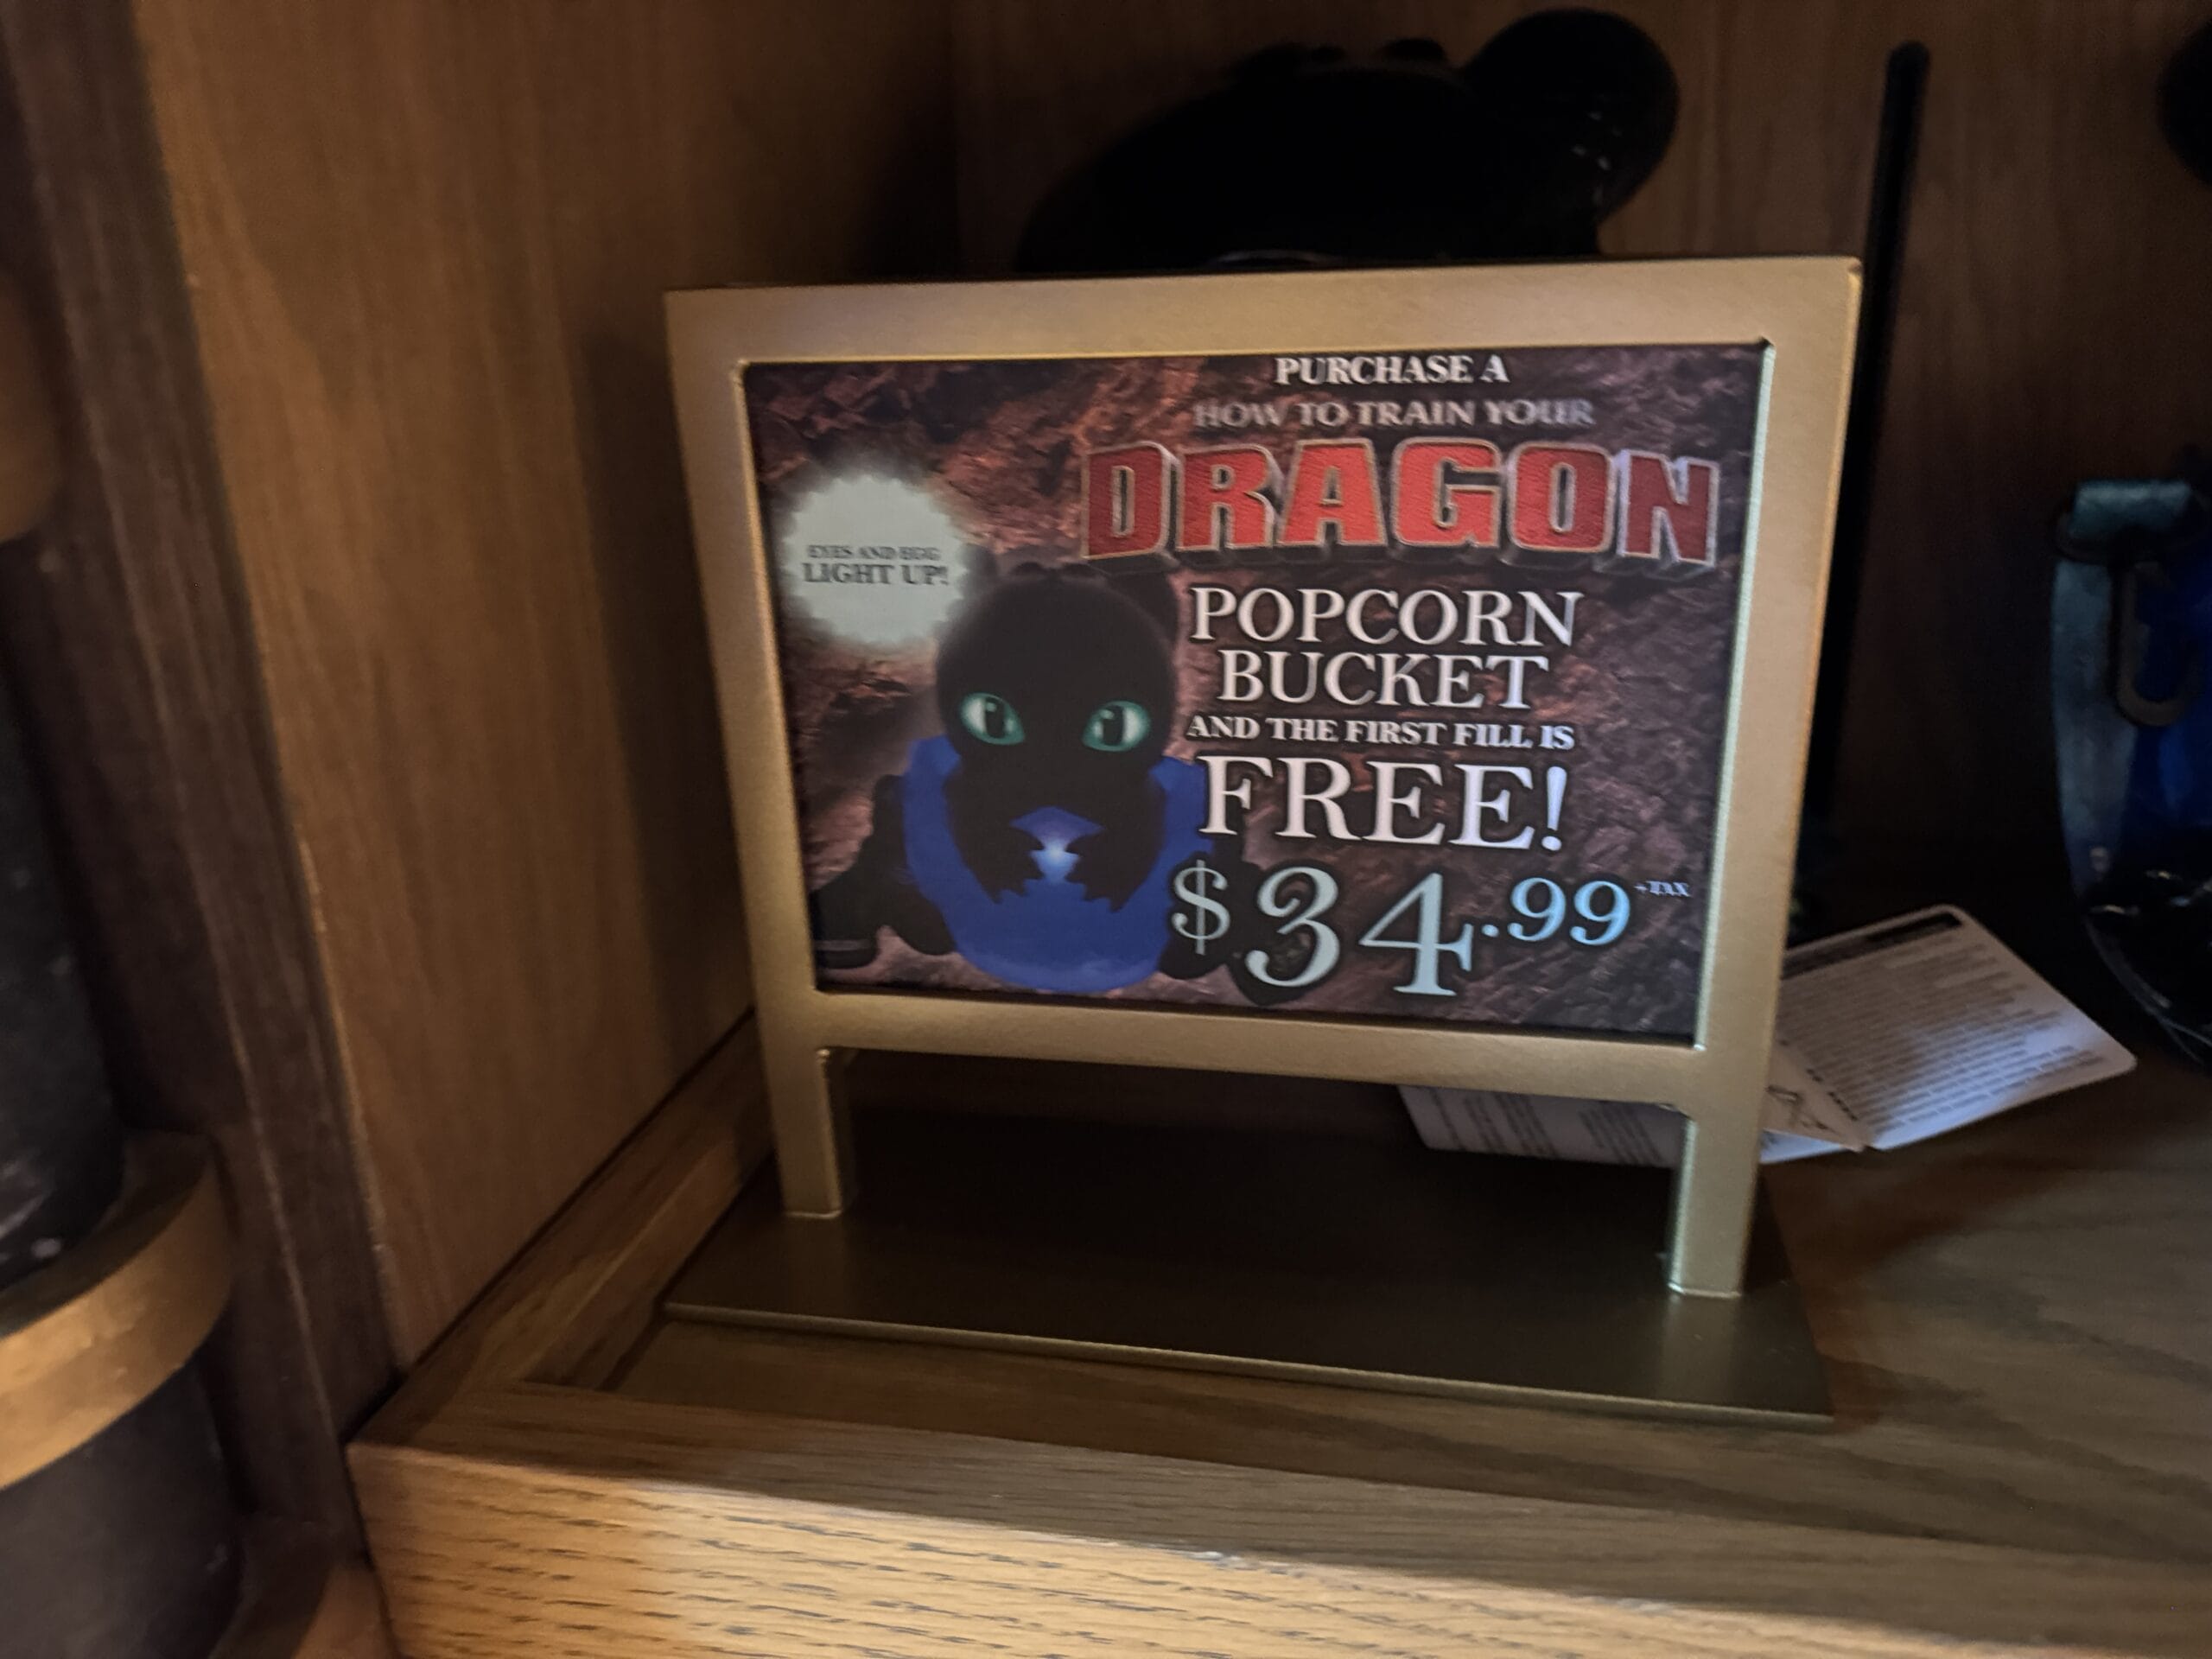 PURCHASE A
HOW TO TRAIN YOUR
DRAGON
EYES AND EGG
LIGHT UP!
POPCORN
BUCKET
AND THE FIRST FILL IS
FREE!
$34.99 +TAX